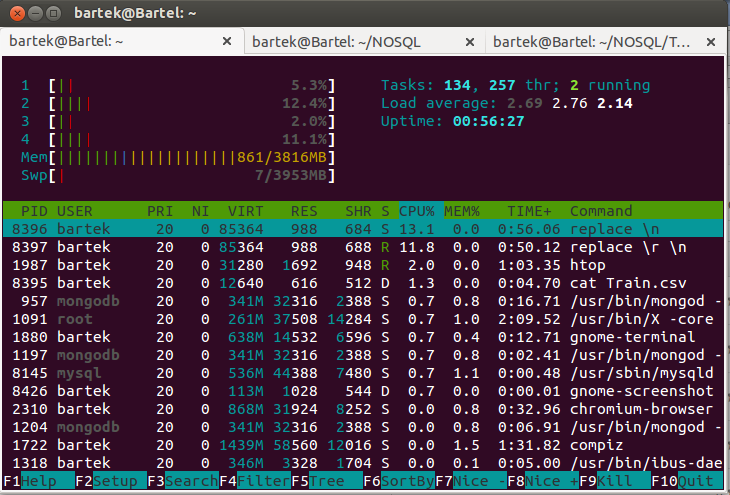 bartek@Bartel: ~
bartek@Bartel: ~ × bartek@Bartel: ~/NOSQL × bartek@Bartel: ~/NOSQL/T... ×
1 [|| 5.3%] Tasks: 134, 257 thr; 2 running
2 [|||| 12.4%] Load average: 2.69 2.76 2.14
3 [|| 2.0%] Uptime: 00:56:27
4 [|||| 11.1%]
Mem[||||||||||||||||||||861/3816MB]
Swp[| 7/3953MB]
PID USER PRI NI VIRT RES SHR S CPU% MEM% TIME+ Command
8396 bartek 20 0 85364 988 684 S 13.1 0.0 0:56.06 replace \n
8397 bartek 20 0 85364 988 688 R 11.8 0.0 0:50.12 replace \r \n
1987 bartek 20 0 31280 1692 948 R 2.0 0.0 1:03.35 htop
8395 bartek 20 0 12640 616 512 D 1.3 0.0 0:04.70 cat Train.csv
957 mongodb 20 0 341M 32316 2388 S 0.7 0.8 0:16.71 /usr/bin/mongod -
1091 root 20 0 261M 37508 14284 S 0.7 1.0 2:09.52 /usr/bin/X -core
1880 bartek 20 0 638M 14532 6596 S 0.7 0.4 0:12.71 gnome-terminal
1197 mongodb 20 0 341M 32316 2388 S 0.7 0.8 0:02.41 /usr/bin/mongod -
8145 mysql 20 0 536M 44388 7480 S 0.7 1.1 0:00.48 /usr/sbin/mysqld
8426 bartek 20 0 113M 1028 544 D 0.7 0.0 0:00.01 gnome-screenshot
2310 bartek 20 0 868M 31924 8252 S 0.0 0.8 0:32.96 chromium-browser
1204 mongodb 20 0 341M 32316 2388 S 0.0 0.8 0:06.91 /usr/bin/mongod -
1722 bartek 20 0 1439M 58560 12016 S 0.0 1.5 1:31.82 compiz
1318 bartek 20 0 346M 3328 1704 S 0.0 0.1 0:05.00 /usr/bin/ibus-dae
F1Help F2Setup F3SearchF4FilterF5Tree F6SortByF7Nice -F8Nice +F9Kill F10Quit